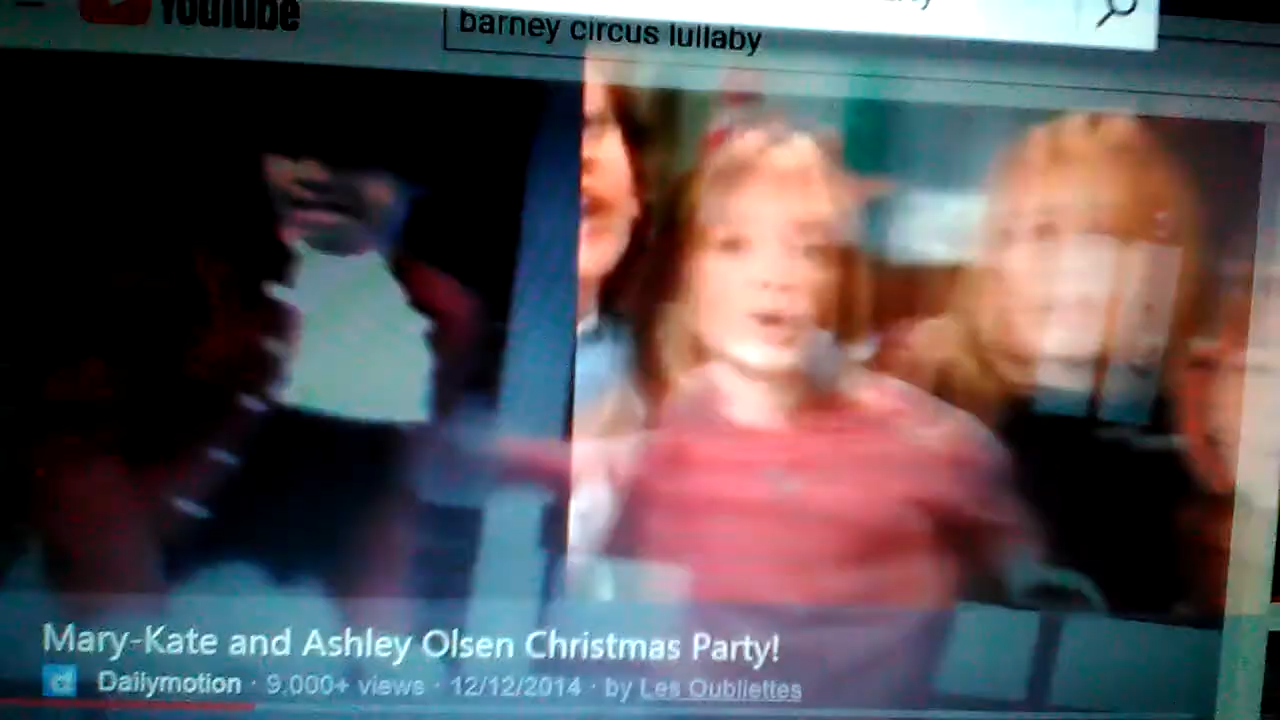 YouTube
barney circus lullaby
Mary-Kate and Ashley Olsen Christmas Party!
Dailymotion · 9,000+ views · 12/12/2014 · by Les Oubliettes